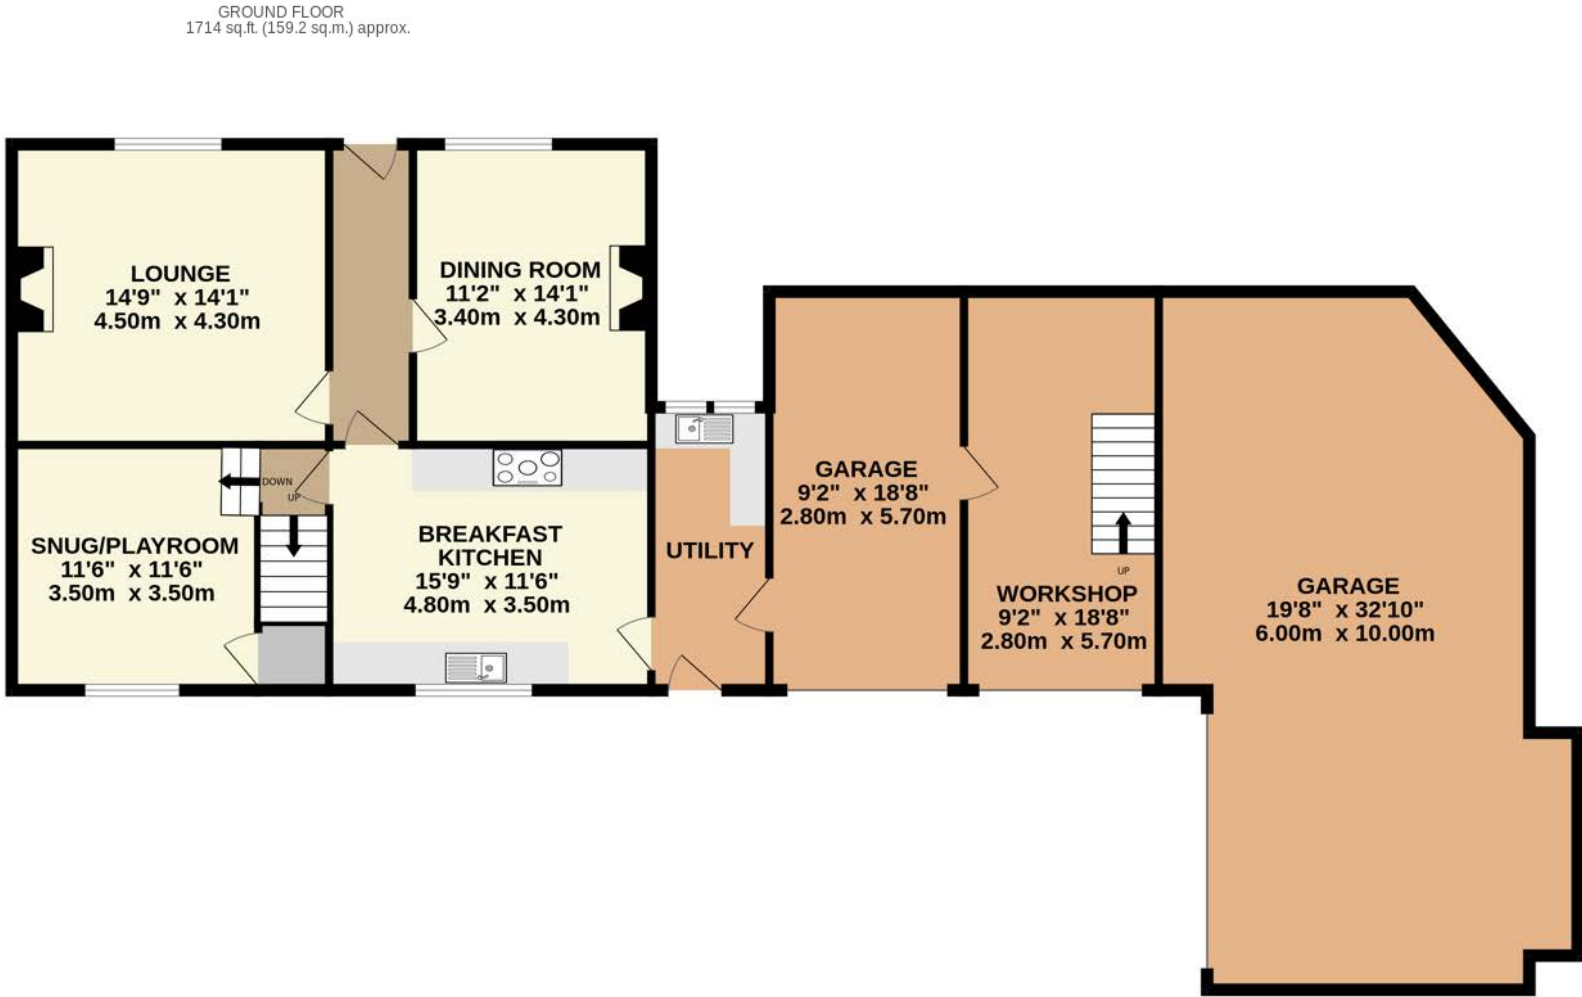 GROUND FLOOR
1714 sq.ft. (159.2 sq.m.) approx.
LOUNGE
14'9" x 14'1"
4.50m x 4.30m
DINING ROOM
11'2" x 14'1"
3.40m x 4.30m
GARAGE
9'2" x 18'8"
2.80m x 5.70m
DOWN
UP
SNUG/PLAYROOM
11'6" x 11'6"
3.50m x 3.50m
BREAKFAST
KITCHEN
15'9" x 11'6"
4.80m x 3.50m
UTILITY
UP
WORKSHOP
9'2" x 18'8"
2.80m x 5.70m
GARAGE
19'8" x 32'10"
6.00m x 10.00m